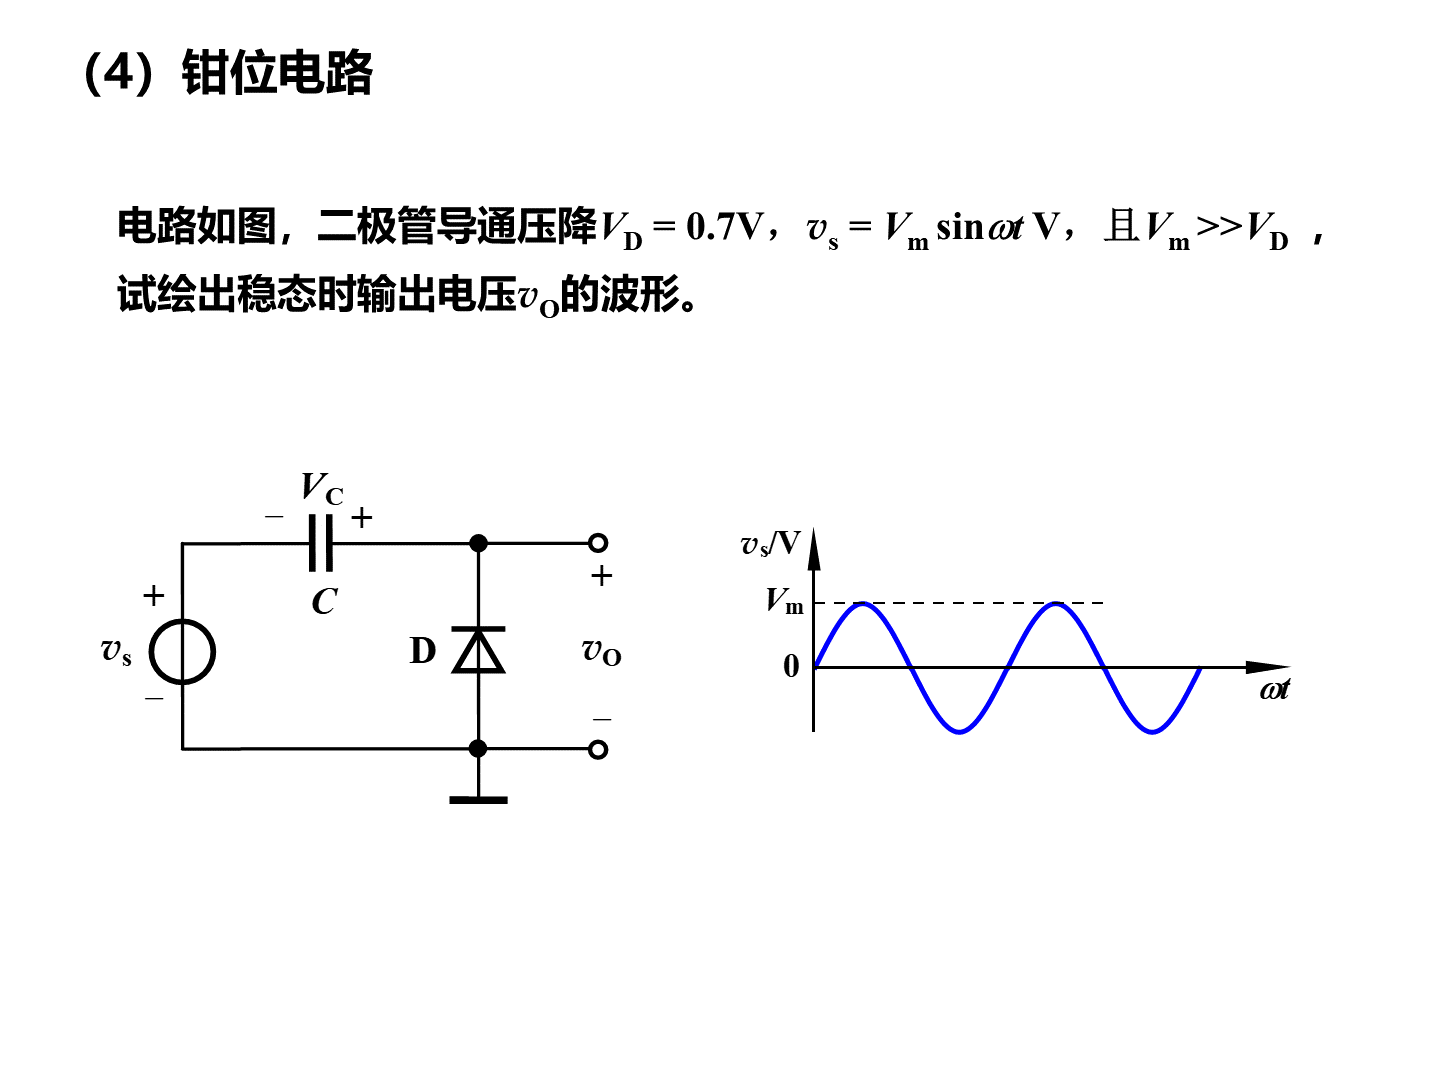 （4）钳位电路
电路如图，二极管导通压降VD = 0.7V，vs = Vm sinωt V，且Vm >>VD ，
试绘出稳态时输出电压vO的波形。
VC
– +
C
+
vs
–
D
+
vO
–
vs/V
Vm
0
ωt